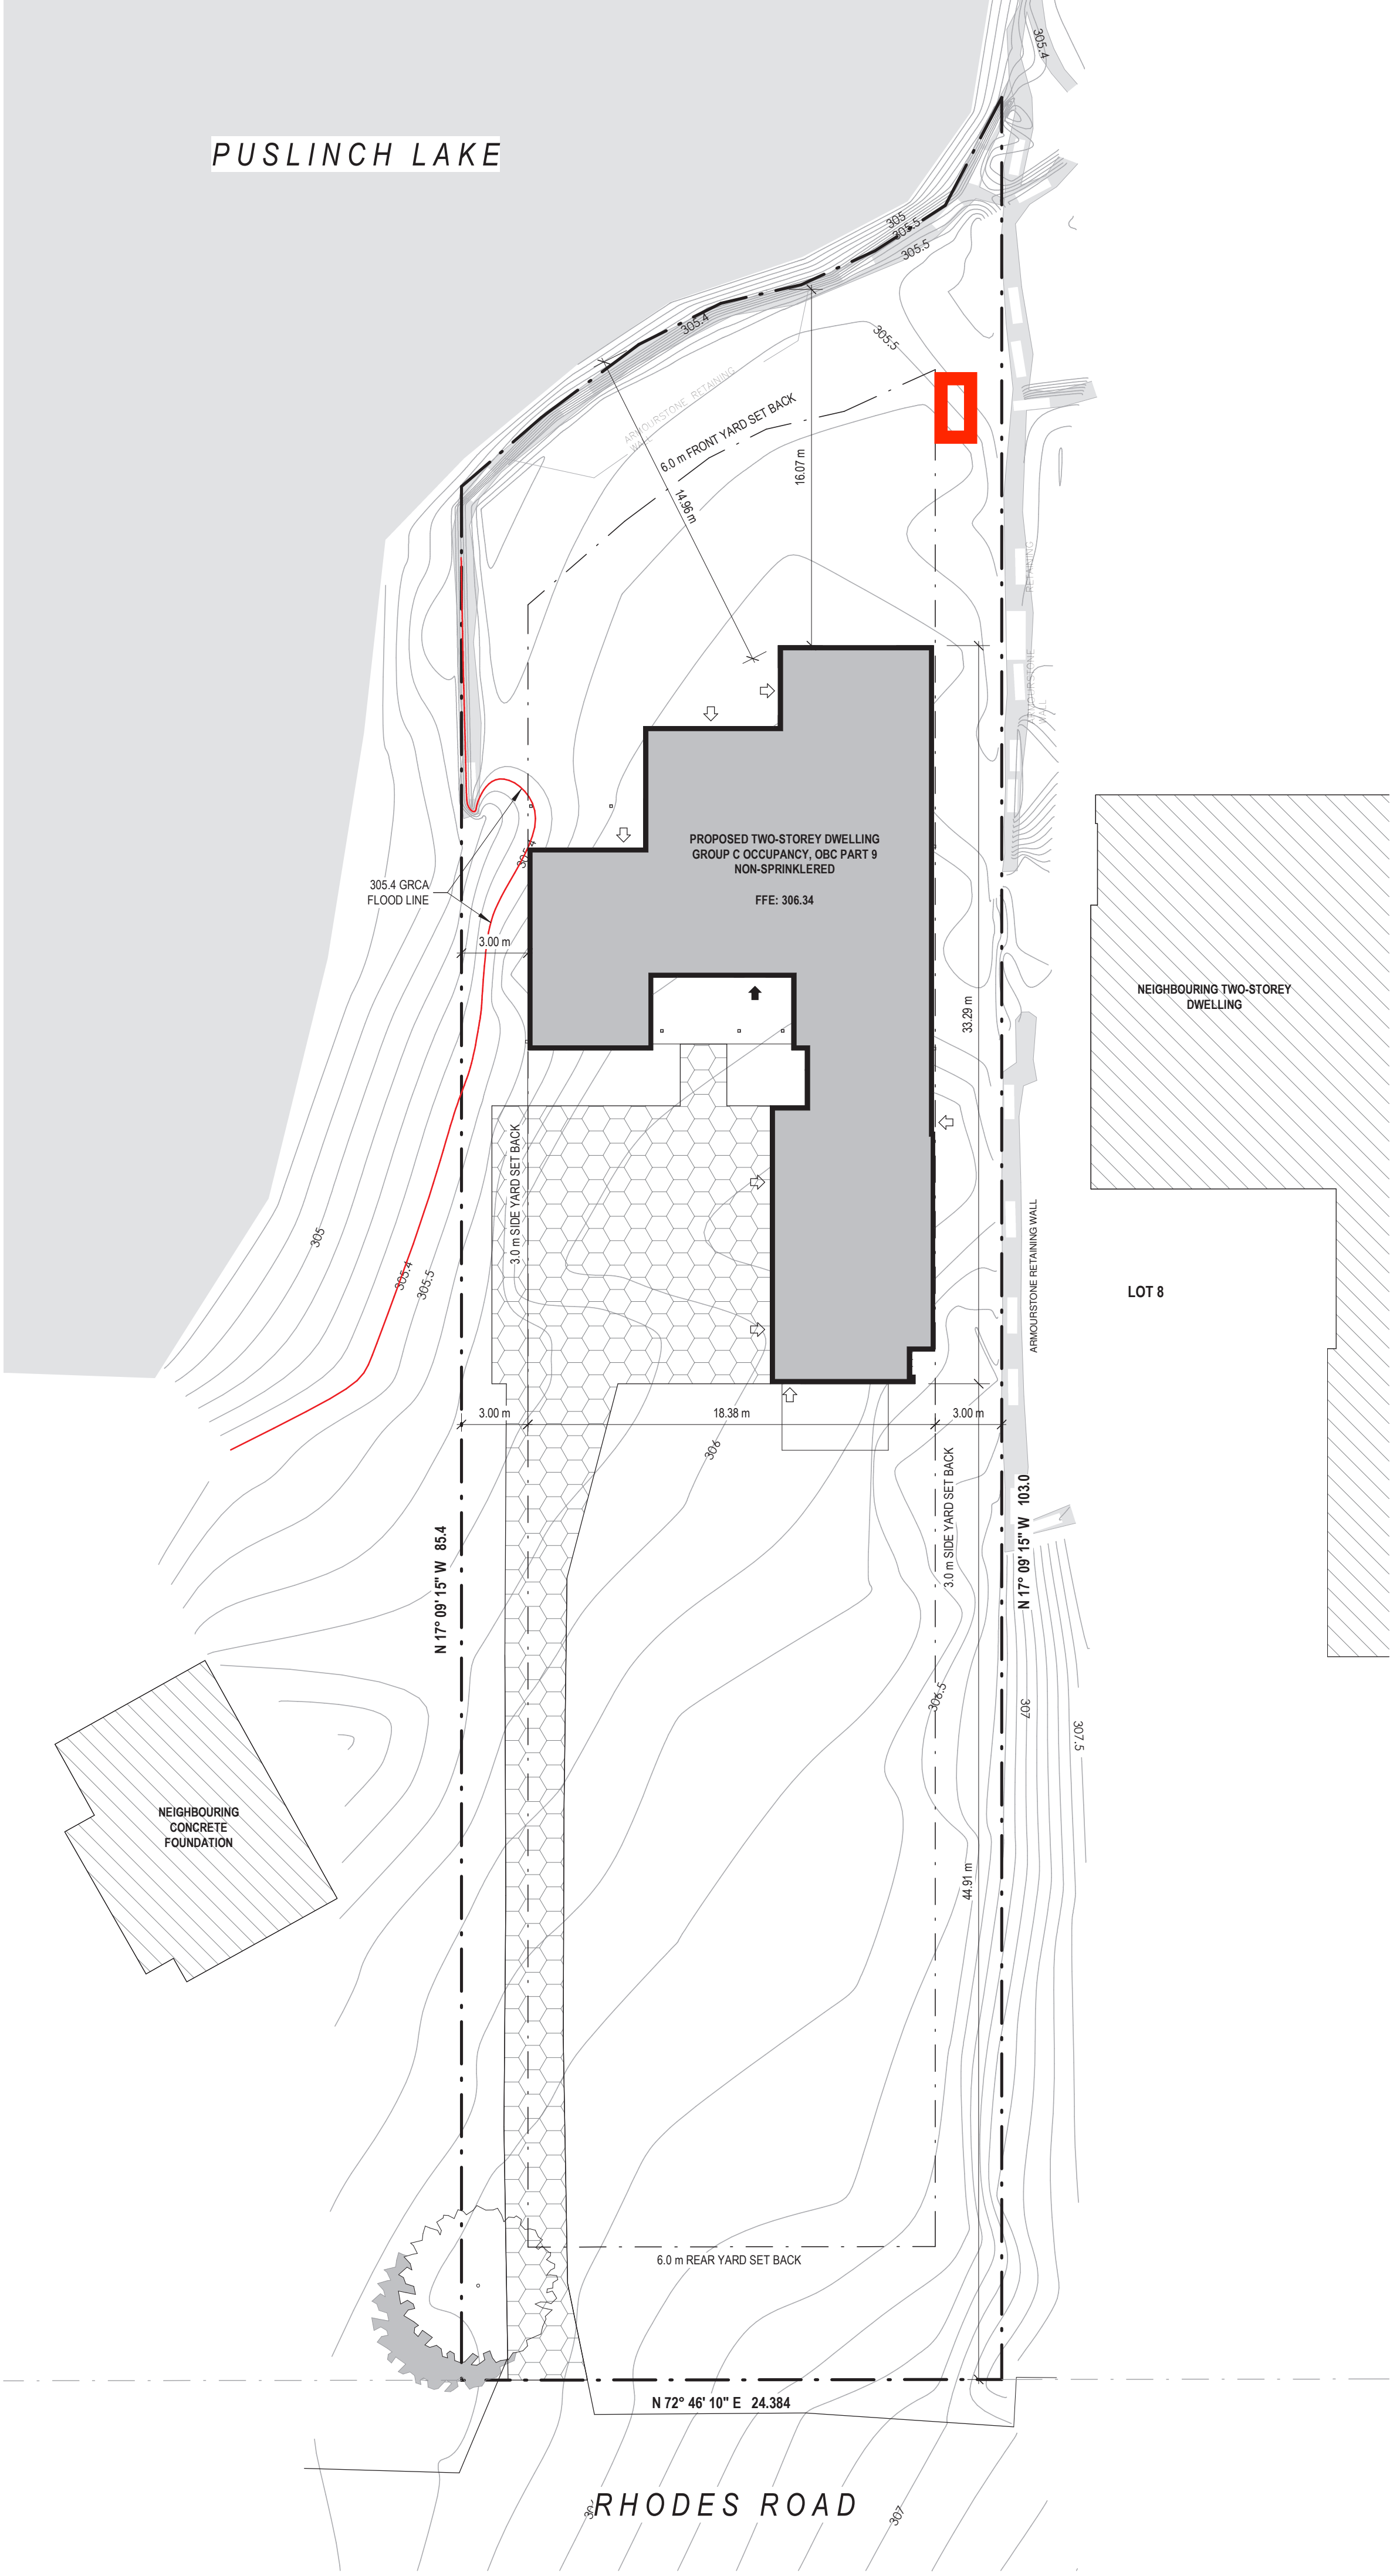 305.4
PUSLINCH LAKE
305
305.5
305.5
305.4
305.5
ARMOURSTONE RETAINING
WALL
6.0 m FRONT YARD SET BACK
16.07 m
14.96 m
RETAINING
ARMOURSTONE
WALL
PROPOSED TWO-STOREY DWELLING
GROUP C OCCUPANCY, OBC PART 9
NON-SPRINKLERED
FFE: 306.34
305.4
305.4 GRCA
FLOOD LINE
3.00 m
NEIGHBOURING TWO-STOREY
DWELLING
33.29 m
3.0 m SIDE YARD SET BACK
305
305.4
305.5
ARMOURSTONE RETAINING WALL
LOT 8
3.00 m
18.38 m
3.00 m
306
3.0 m SIDE YARD SET BACK
N 17° 09' 15" W 103.0
N 17° 09' 15" W 85.4
306.5
307
307.5
NEIGHBOURING
CONCRETE
FOUNDATION
44.91 m
6.0 m REAR YARD SET BACK
N 72° 46' 10" E 24.384
RHODES ROAD
307